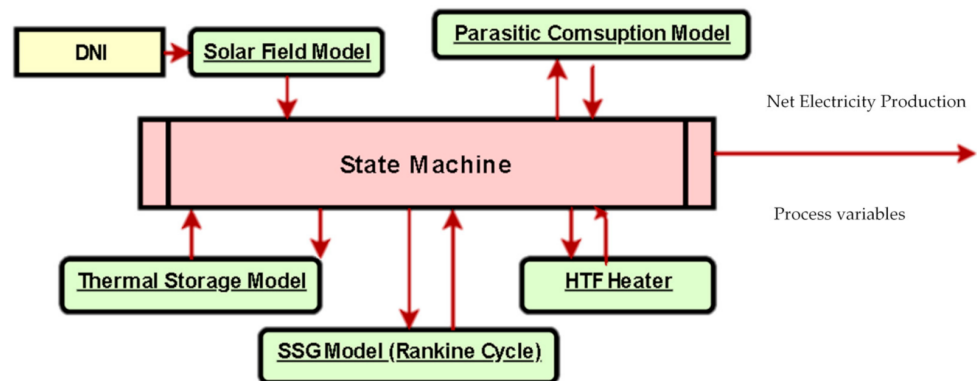 Parasitic Comsuption Model
DNI
Solar Field Model
Net Electricity Production
State Machine
Process variables
Thermal Storage Model
HTF Heater
SSG Model (Rankine Cycle)